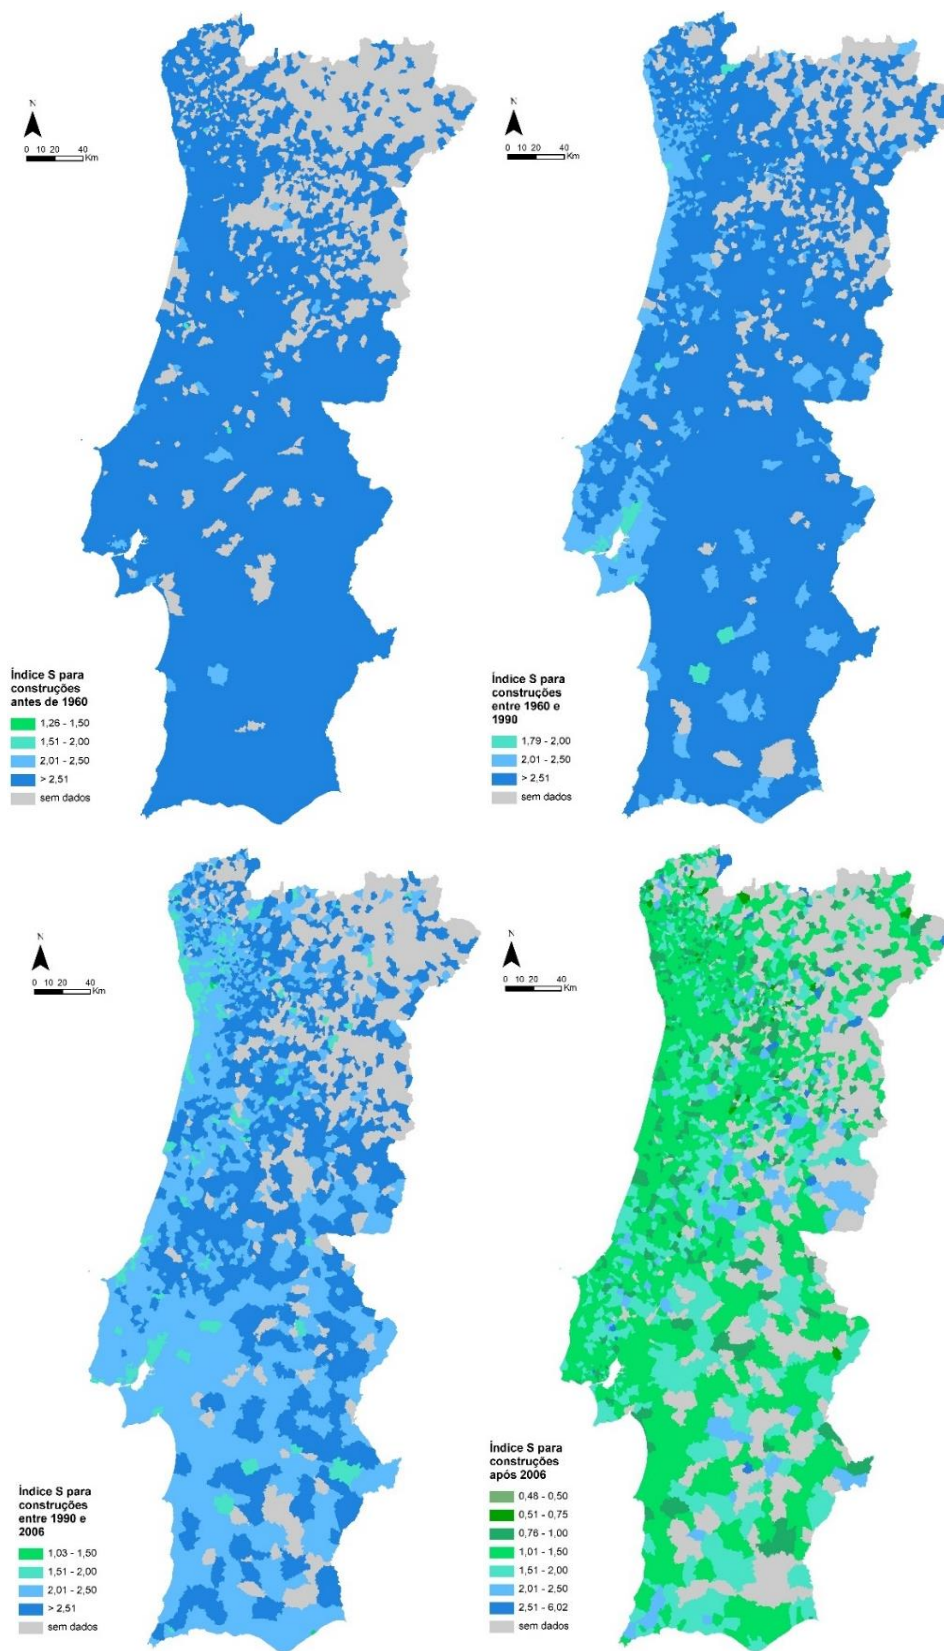 N
0 10 20 40
Km
Índice S para
construções
antes de 1960
1,26 - 1,50
1,51 - 2,00
2,01 - 2,50
> 2,51
sem dados
N
0 10 20 40
Km
Índice S para
construções
entre 1960 e
1990
1,79 - 2,00
2,01 - 2,50
> 2,51
sem dados
N
0 10 20 40
Km
Índice S para
construções
entre 1990 e
2006
1,03 - 1,50
1,51 - 2,00
2,01 - 2,50
> 2,51
sem dados
N
0 10 20 40
Km
Índice S para
construções
após 2006
0,48 - 0,50
0,51 - 0,75
0,76 - 1,00
1,01 - 1,50
1,51 - 2,00
2,01 - 2,50
2,51 - 6,02
sem dados